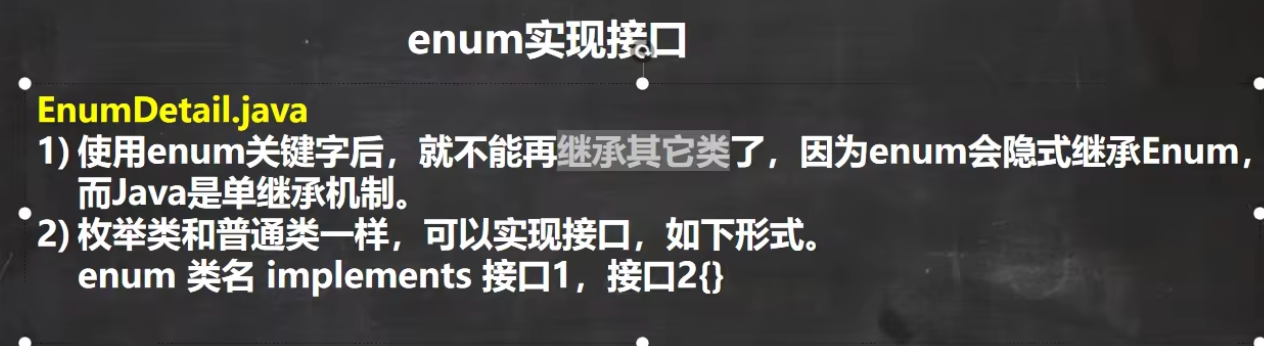 enum实现接口
EnumDetail.java
1) 使用enum关键字后，就不能再继承其它类了，因为enum会隐式继承Enum，
而Java是单继承机制。
2) 枚举类和普通类一样，可以实现接口，如下形式。
enum 类名 implements 接口1，接口2{}